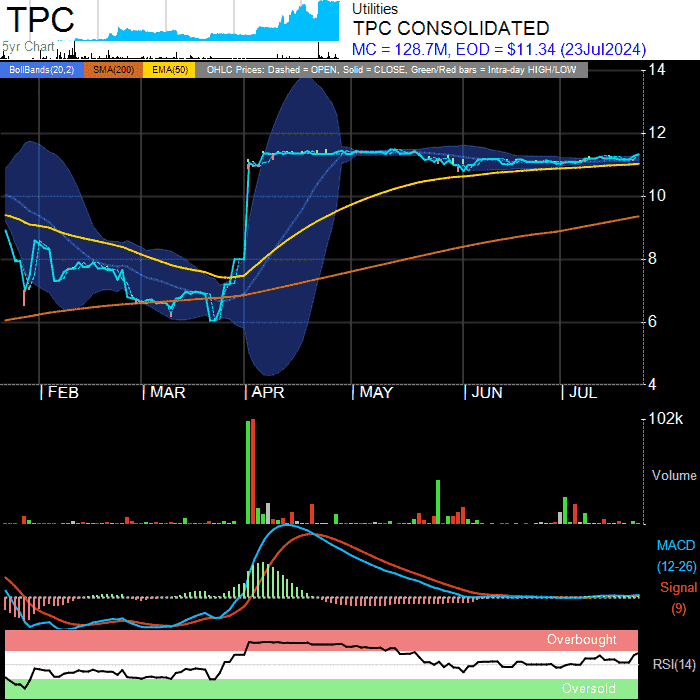 TPC
5yr Chart
Utilities
TPC CONSOLIDATED
MC = 128.7M, EOD = $11.34 (23Jul2024)
BollBands(20,2) SMA(200) EMA(50) OHLC Prices: Dashed = OPEN, Solid = CLOSE, Green/Red bars = Intra-day HIGH/LOW
14
12
10
8
6
4
FEB MAR APR MAY JUN JUL
102k
Volume
MACD
(12-26)
Signal
(9)
Overbought
RSI(14)
Oversold